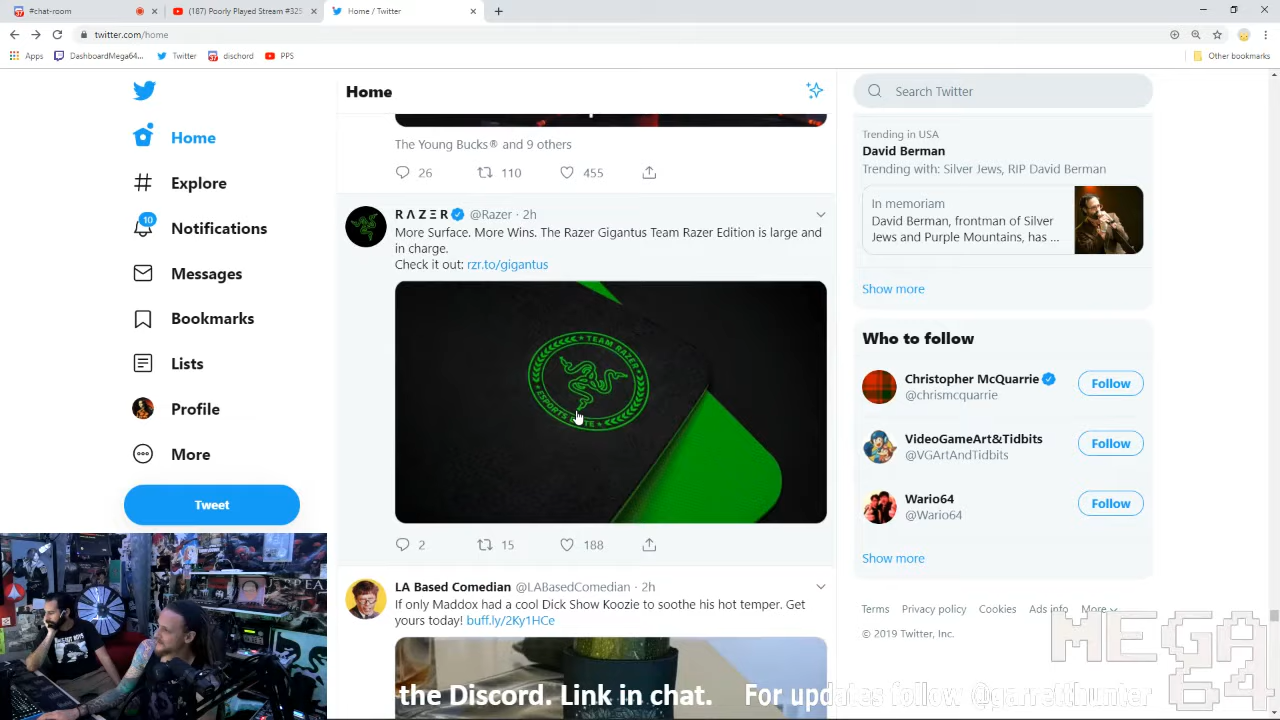 #chat-room
(187) Poorly Played Stream #325
Home / Twitter
twitter.com/home
Apps
DashboardMega64...
Twitter
dischord
PPS
Other bookmarks
Home
Explore
Notifications
10
Messages
Bookmarks
Lists
Profile
More
Tweet
Home
The Young Bucks® and 9 others
26 110 455
R Λ Z Ξ R @Razer · 2h
More Surface. More Wins. The Razer Gigantus Team Razer Edition is large and
in charge.
Check it out: rzr.to/gigantus
TEAM RAZER
ESPORTS
2 15 188
LA Based Comedian @LABasedComedian · 2h
If only Maddox had a cool Dick Show Koozie to soothe his hot temper. Get
yours today! buff.ly/2Ky1HCe
Search Twitter
Trending in USA
David Berman
Trending with: Silver Jews, RIP David Berman
In memoriam
David Berman, frontman of Silver
Jews and Purple Mountains, has ...
Show more
Who to follow
Christopher McQuarrie
@chrismcquarrie
Follow
VideoGameArt&Tidbits
@VGArtAndTidbits
Follow
Wario64
@Wario64
Follow
Show more
Terms Privacy policy Cookies Ads info More
© 2019 Twitter, Inc.
MEGA
64
the Discord. Link in chat. For updates follow @garretthunter